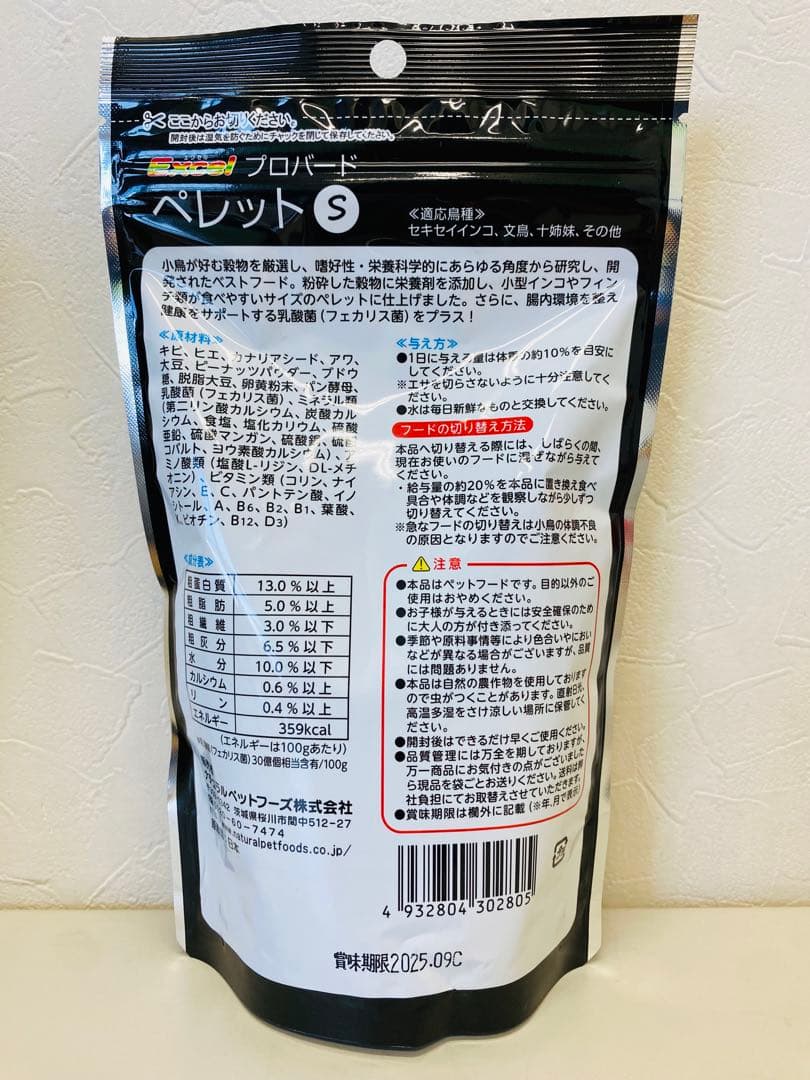 ここからお切りください。
開封後は湿気を防ぐためにチャックを閉じて保存してください。
エクセル
Excel プロバード
ペレット S
≪適応鳥種≫
セキセイインコ、文鳥、十姉妹、その他
小鳥が好む穀物を厳選し、嗜好性・栄養科学的にあらゆる角度から研究し、開
発されたベストフード。粉砕した穀物に栄養剤を添加し、小型インコやフィン
チ類が食べやすいサイズのペレットに仕上げました。さらに、腸内環境を整え
健康をサポートする乳酸菌(フェカリス菌)をプラス!
≪原材料≫
キビ、ヒエ、カナリアシード、アワ、
大豆、ピーナッツパウダー、ブドウ
糖、脱脂大豆、卵黄粉末、パン酵母、
乳酸菌(フェカリス菌)、ミネラル類
(第二リン酸カルシウム、炭酸カル
シウム、食塩、塩化カリウム、硫酸
亜鉛、硫酸マンガン、硫酸銅、硫酸
コバルト、ヨウ素酸カルシウム)、ア
ミノ酸類(塩酸L-リジン、DL-メチ
オニン)、ビタミン類(コリン、ナイ
アシン、E、C、パントテン酸、イノ
シトール、A、B6、B2、B1、葉酸、
K、ビオチン、B12、D3)
≪成分表≫
粗蛋白質 13.0%以上
粗脂肪 5.0%以上
粗繊維 3.0%以下
粗灰分 6.5%以下
水分 10.0%以下
カルシウム 0.6%以上
リン 0.4%以上
エネルギー 359kcal
(エネルギーは100gあたり)
(フェカリス菌)30億個相当含有/100g
ルペットフーズ株式会社
042 茨城県桜川市間中512-27
-60-7474
.naturalpetfoods.co.jp/
日本
≪与え方≫
●1日に与える量は体重の約10%を目安に
してください。
※エサを切らさないように十分注意してく
ださい。
●水は毎日新鮮なものと交換してください。
フードの切り替え方法
本品へ切り替える際には、しばらくの間、
現在お使いのフードに混ぜながら与えて
ください。
・給与量の約20%を本品に置き換え食べ
具合や体調などを観察しながら少しずつ
切り替えてください。
※急なフードの切り替えは小鳥の体調不良
の原因となりますのでご注意ください。
注意
●本品はペットフードです。目的以外のご
使用はおやめください。
●お子様が与えるときには安全確保のため
に大人の方が付き添ってください。
●季節や原料事情等により色合いやにおい
などが異なる場合がございますが、品質
には問題ありません。
●本品は自然の農作物を使用しております
ので虫がつくことがあります。直射日光、
高温多湿をさけ涼しい場所に保管してく
ださい。
●開封後はできるだけ早くご使用ください。
●品質管理には万全を期しておりますが、
万一商品にお気付きの点がございました
ら現品を袋ごとお送りください。送料は弊
社負担にてお取替えさせていただきます。
●賞味期限は欄外に記載(※年、月で表示)
4 932804 302805
賞味期限2025.09C